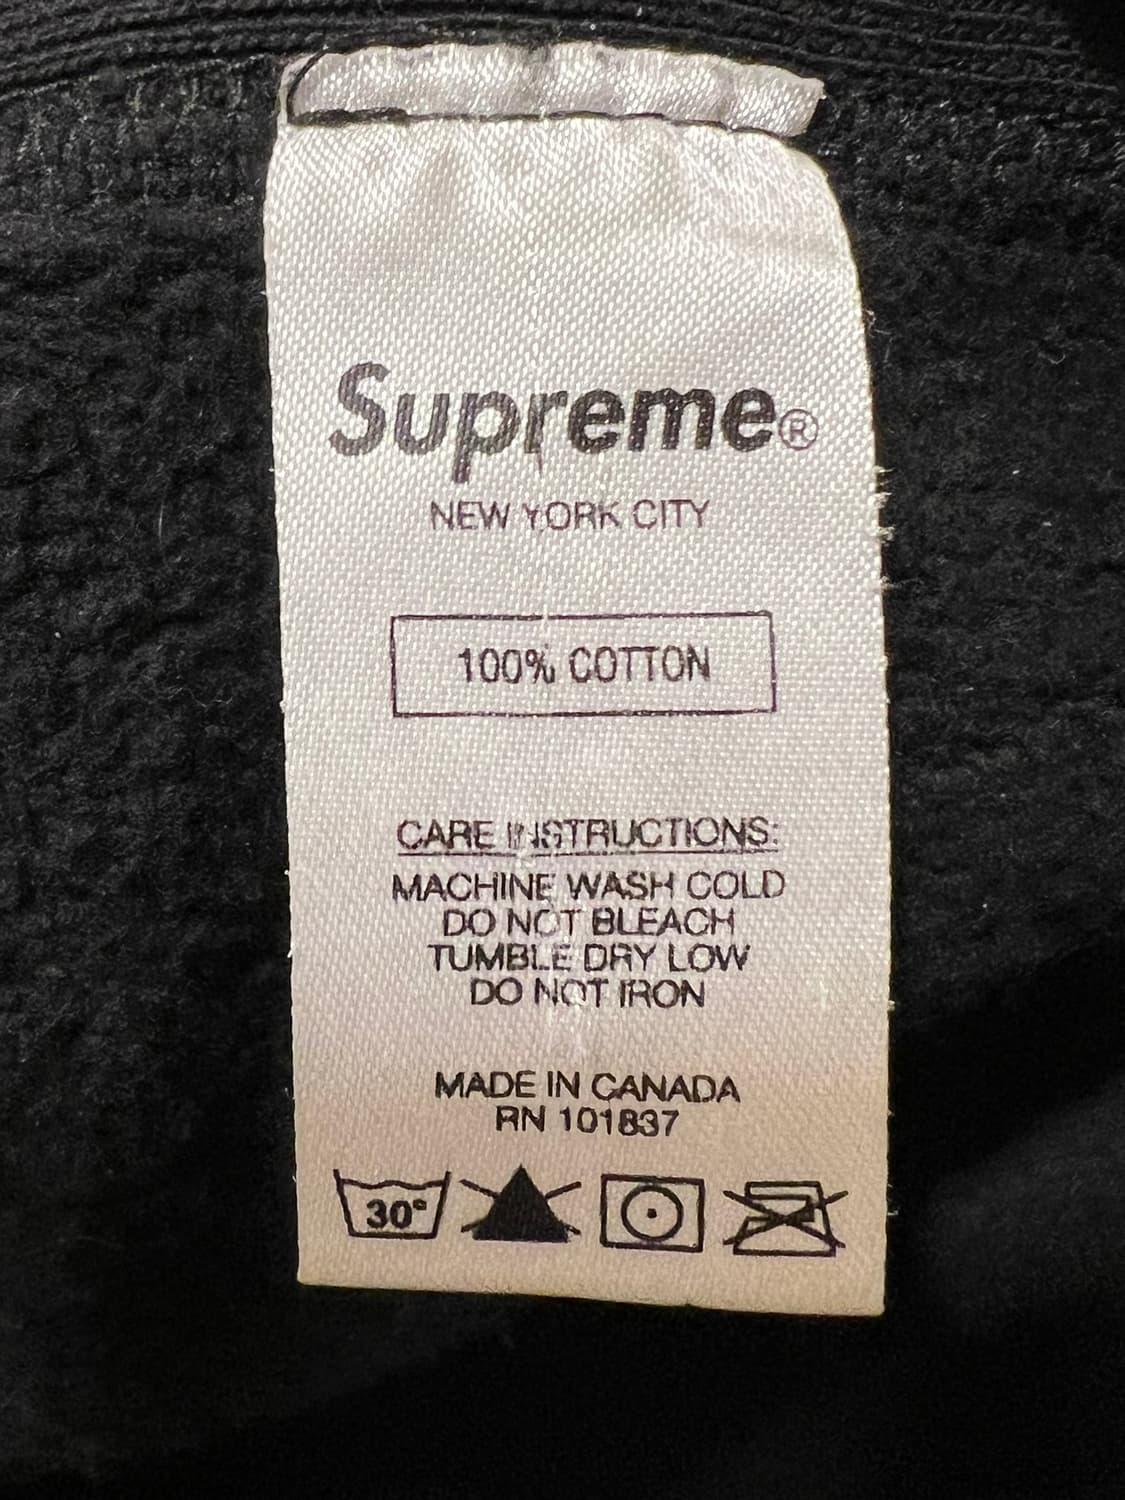 Supreme®
NEW YORK CITY
100% COTTON
CARE INSTRUCTIONS:
MACHINE WASH COLD
DO NOT BLEACH
TUMBLE DRY LOW
DO NOT IRON
MADE IN CANADA
RN 101837
30°